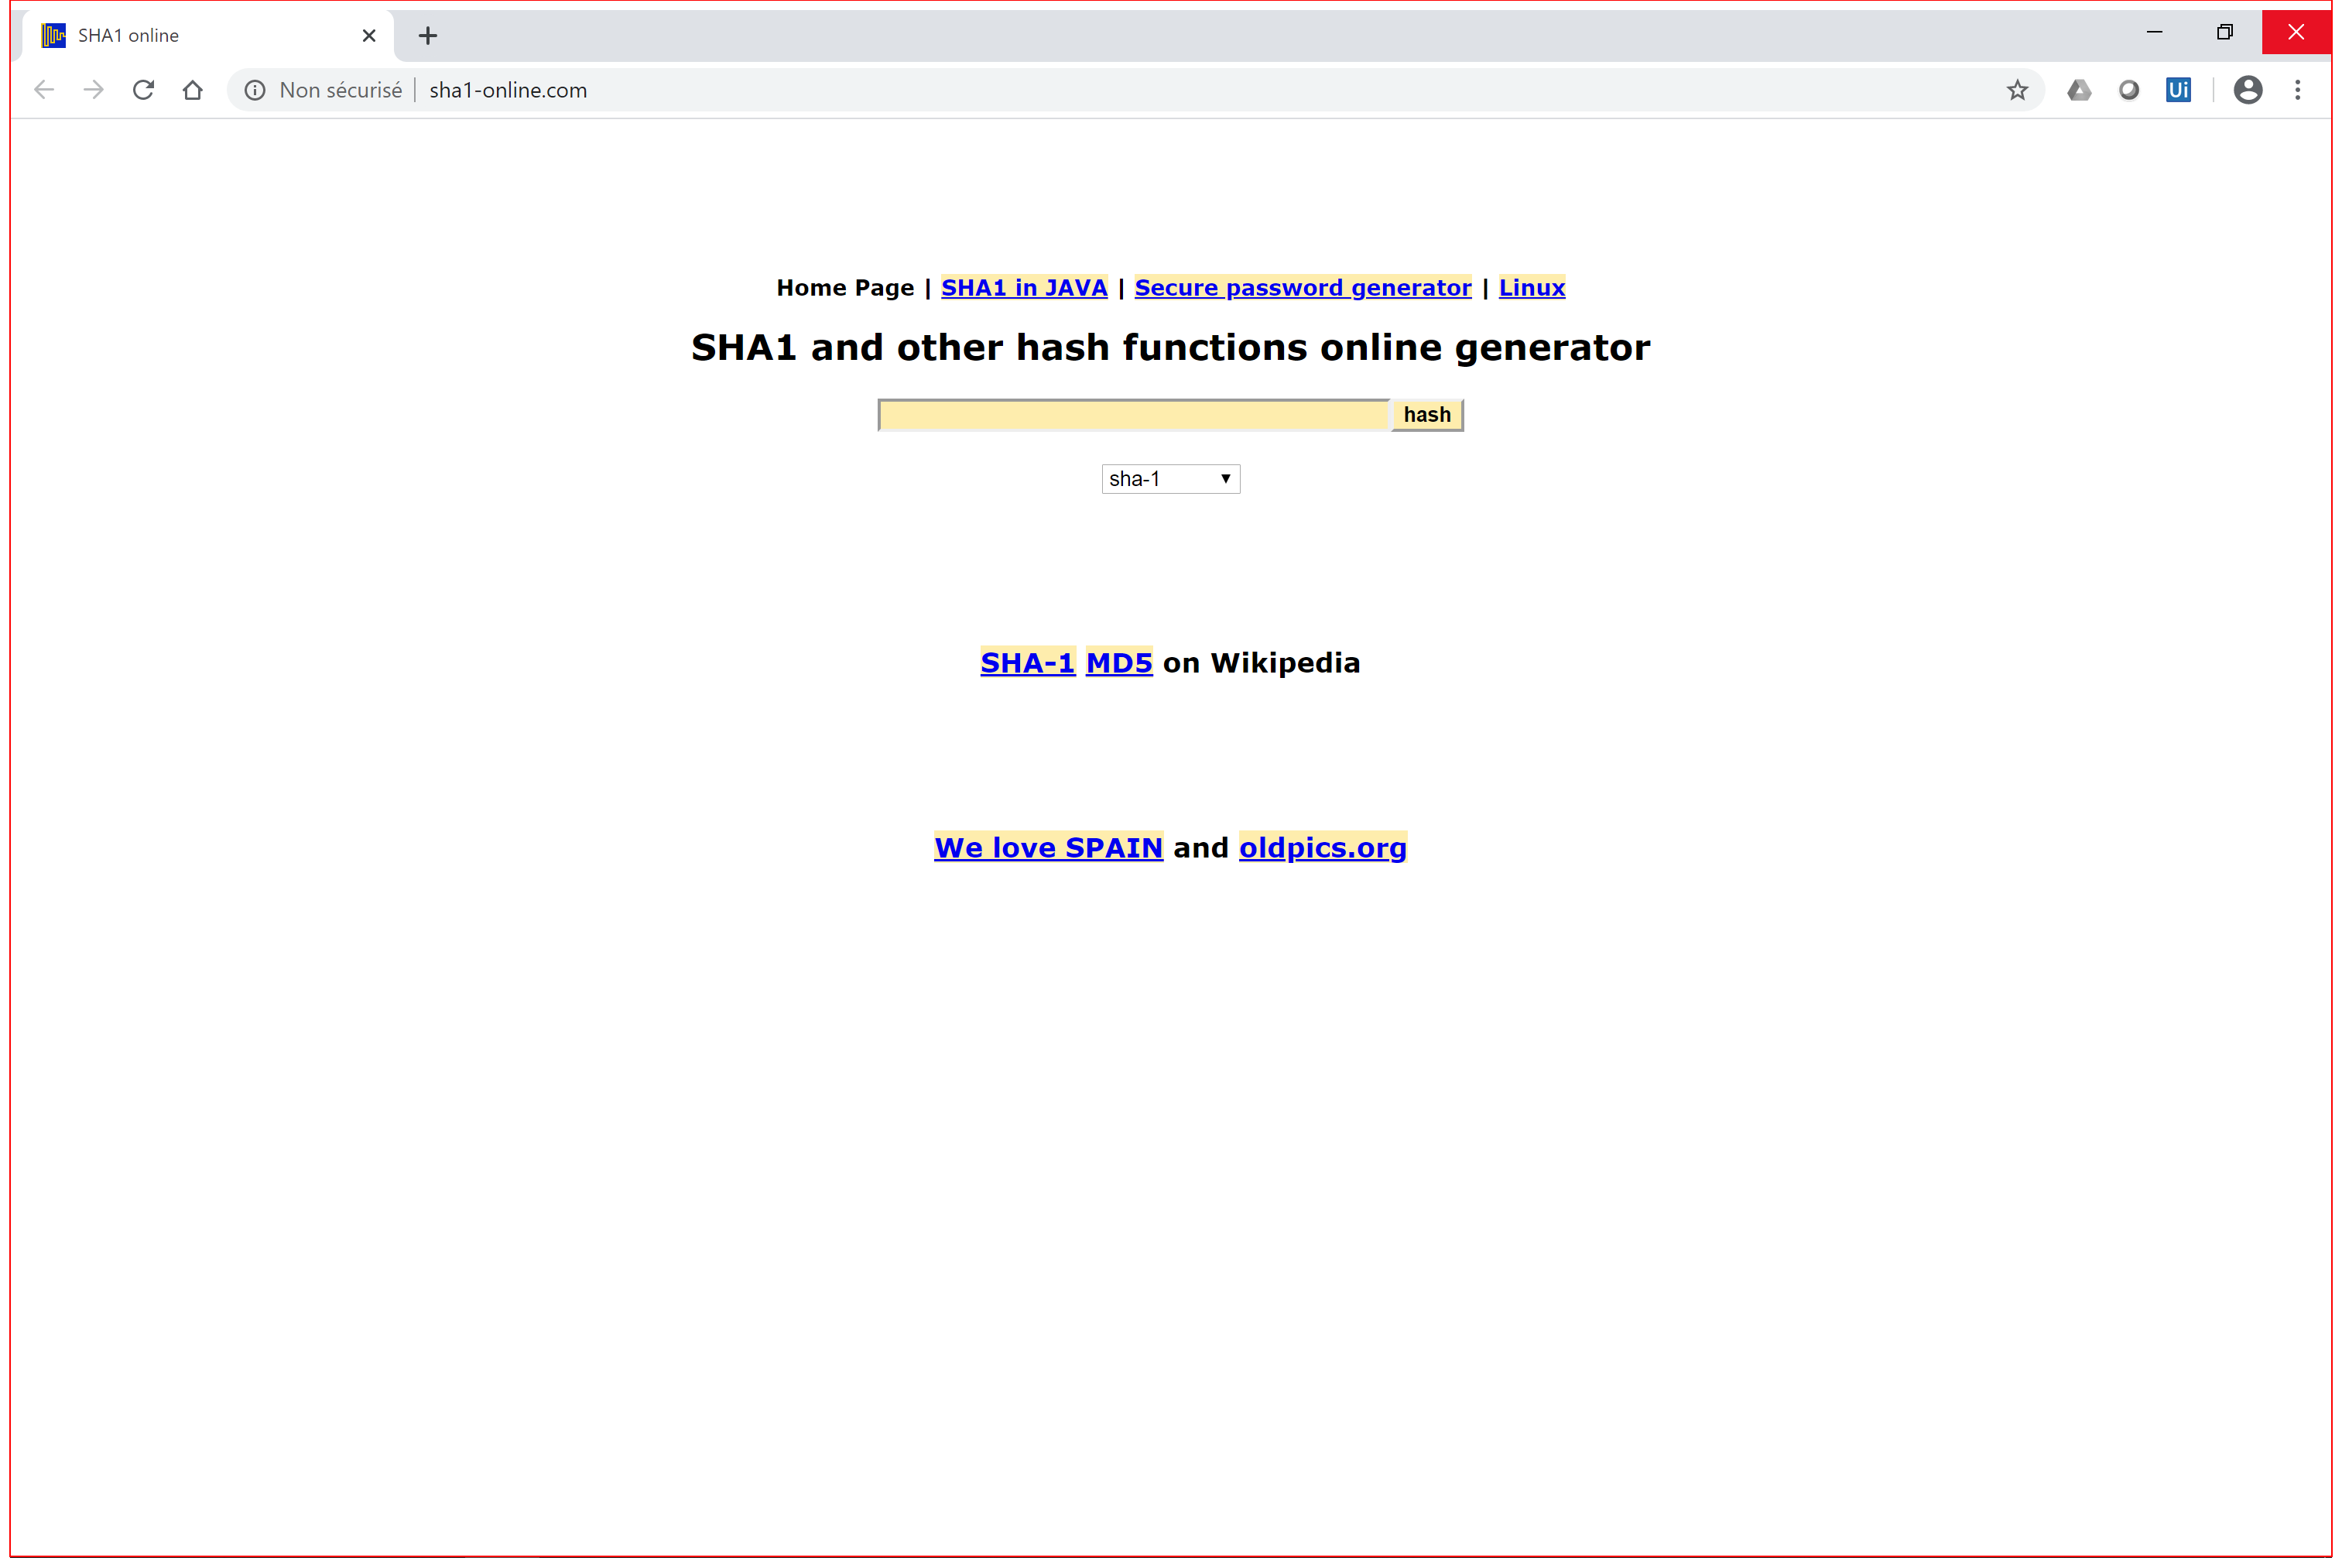 SHA1 online
Non sécurisé sha1-online.com
Ui
Home Page | SHA1 in JAVA | Secure password generator | Linux
SHA1 and other hash functions online generator
hash
sha-1
SHA-1 MD5 on Wikipedia
We love SPAIN and oldpics.org